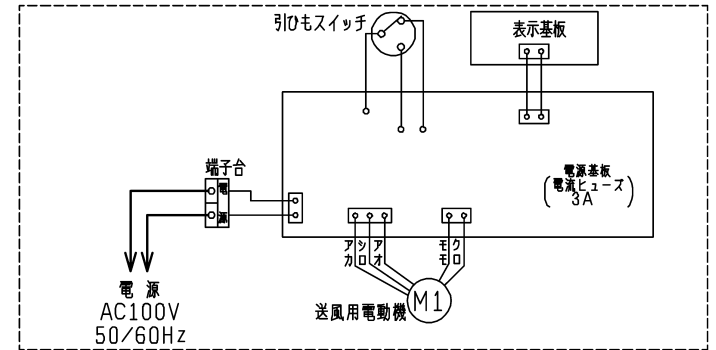 引ひもスイッチ
表示基板
端子台
電
源
電源基板
(電流ヒューズ)
3A
アカ
シロ
アオ
モモ
クロ
電源
AC100V
50/60Hz
送風用電動機
M1